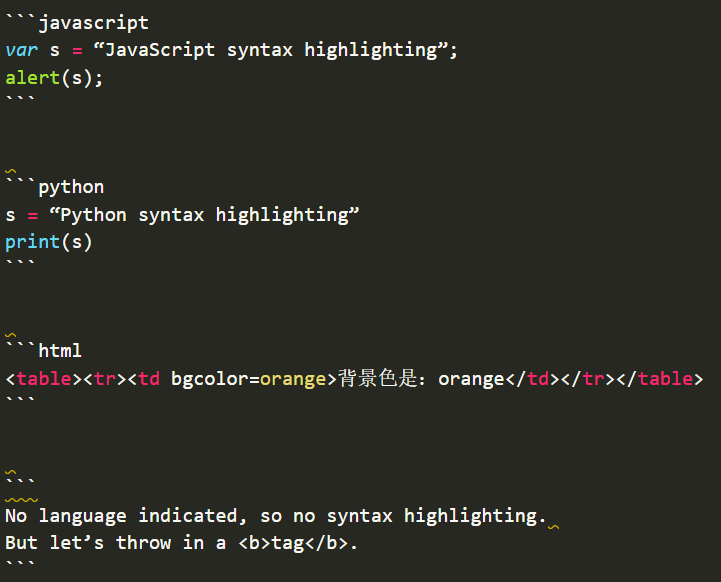 ```javascript
var s = “JavaScript syntax highlighting”;
alert(s);
```
```python
s = “Python syntax highlighting”
print(s)
```
```html
<table><tr><td bgcolor=orange>背景色是：orange</td></tr></table>
```
```
No language indicated, so no syntax highlighting.
But let’s throw in a <b>tag</b>.
```